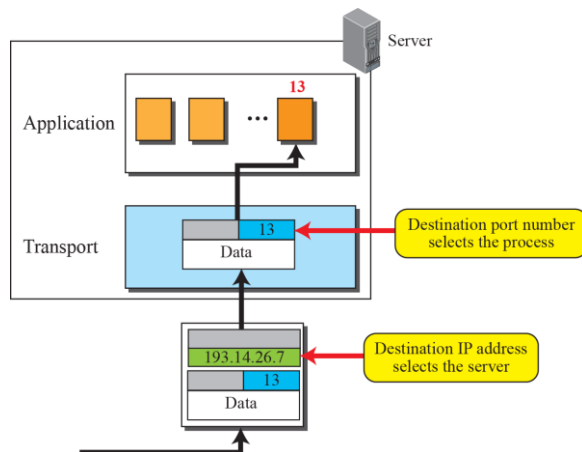 Server
13
Application
...
13
Data
Transport
Destination port number
selects the process
193.14.26.7
13
Data
Destination IP address
selects the server